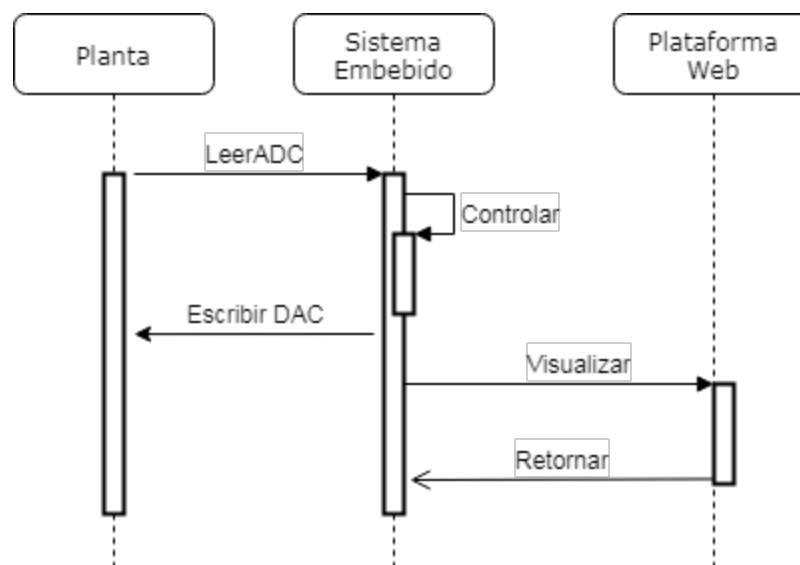 Planta
Sistema
Embebido
Plataforma
Web
LeerADC
Controlar
Escribir DAC
Visualizar
Retornar